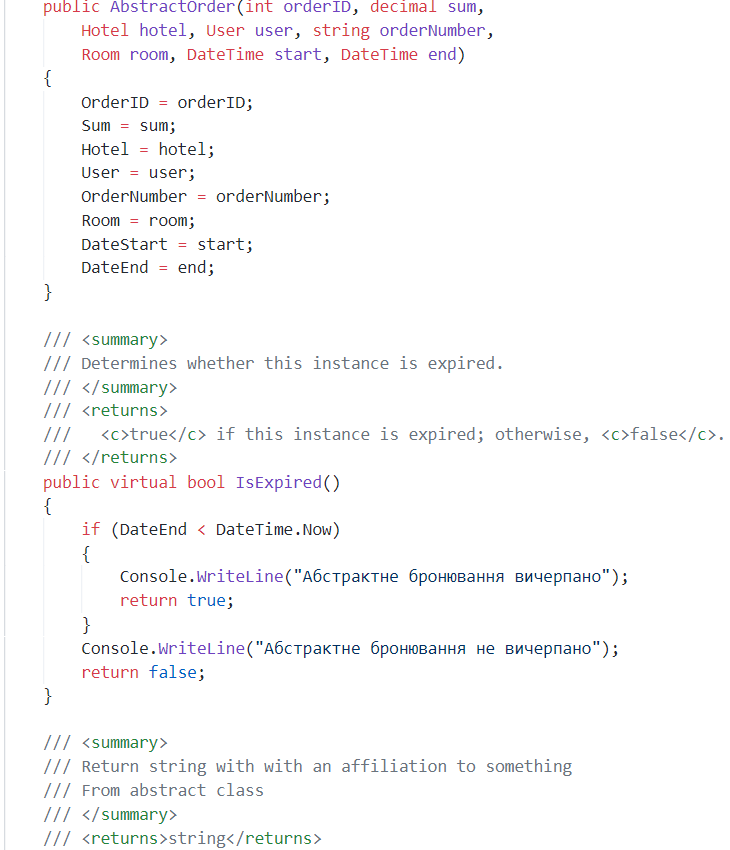 public AbstractOrder(int orderID, decimal sum,
Hotel hotel, User user, string orderNumber,
Room room, DateTime start, DateTime end)
{
OrderID = orderID;
Sum = sum;
Hotel = hotel;
User = user;
OrderNumber = orderNumber;
Room = room;
DateStart = start;
DateEnd = end;
}
/// <summary>
/// Determines whether this instance is expired.
/// </summary>
/// <returns>
///   <c>true</c> if this instance is expired; otherwise, <c>false</c>.
/// </returns>
public virtual bool IsExpired()
{
if (DateEnd < DateTime.Now)
{
Console.WriteLine("Абстрактне бронювання вичерпано");
return true;
}
Console.WriteLine("Абстрактне бронювання не вичерпано");
return false;
}
/// <summary>
/// Return string with with an affiliation to something
/// From abstract class
/// </summary>
/// <returns>string</returns>